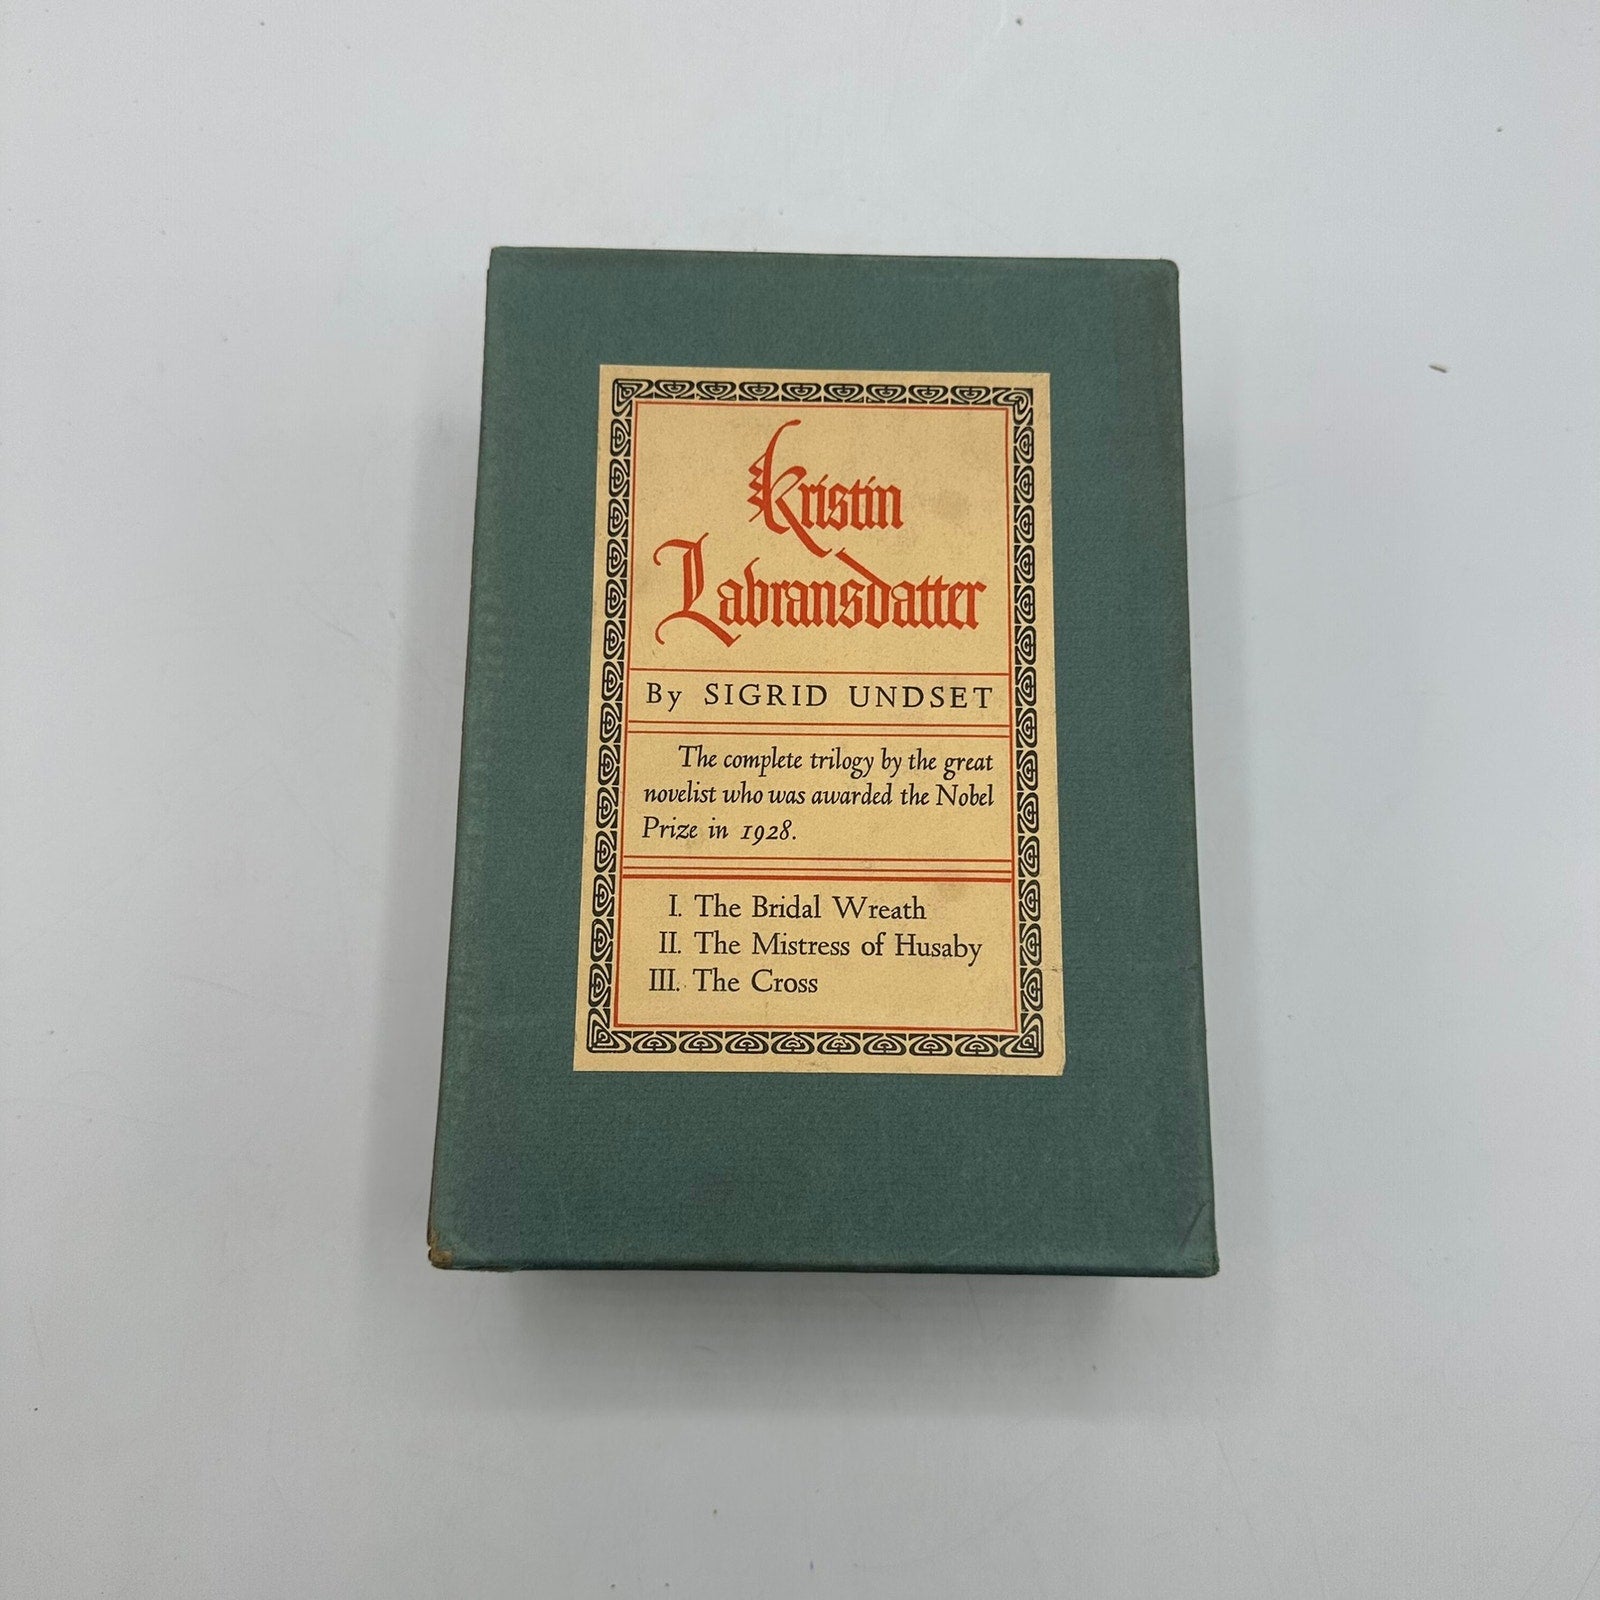 Kristin
Labransdatter
By SIGRID UNDSET
The complete trilogy by the great
novelist who was awarded the Nobel
Prize in 1928.
I. The Bridal Wreath
II. The Mistress of Husaby
III. The Cross